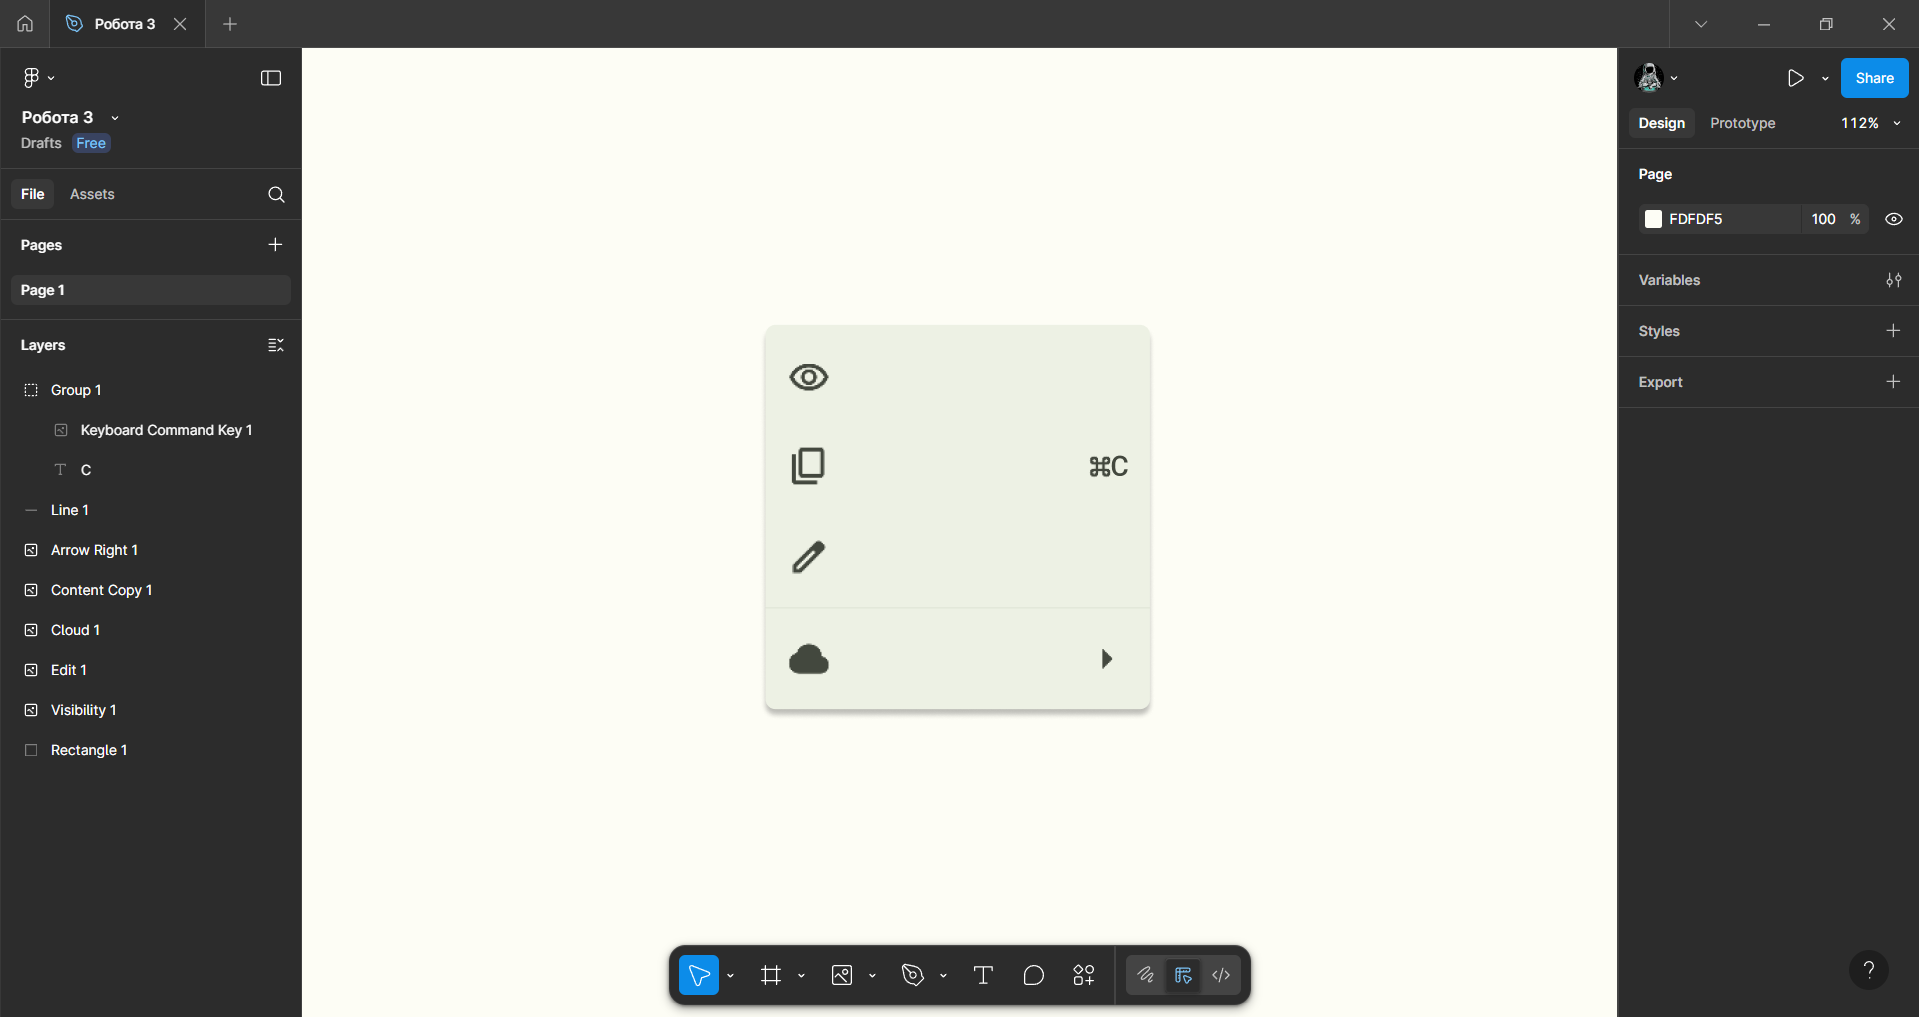 Робота 3
Робота 3
Drafts Free
File Assets
Pages
Page 1
Layers
Group 1
Keyboard Command Key 1
C
Line 1
Arrow Right 1
Content Copy 1
Cloud 1
Edit 1
Visibility 1
Rectangle 1
⌘C
Share
Design Prototype 112%
Page
FDFDF5 100 %
Variables
Styles
Export
?